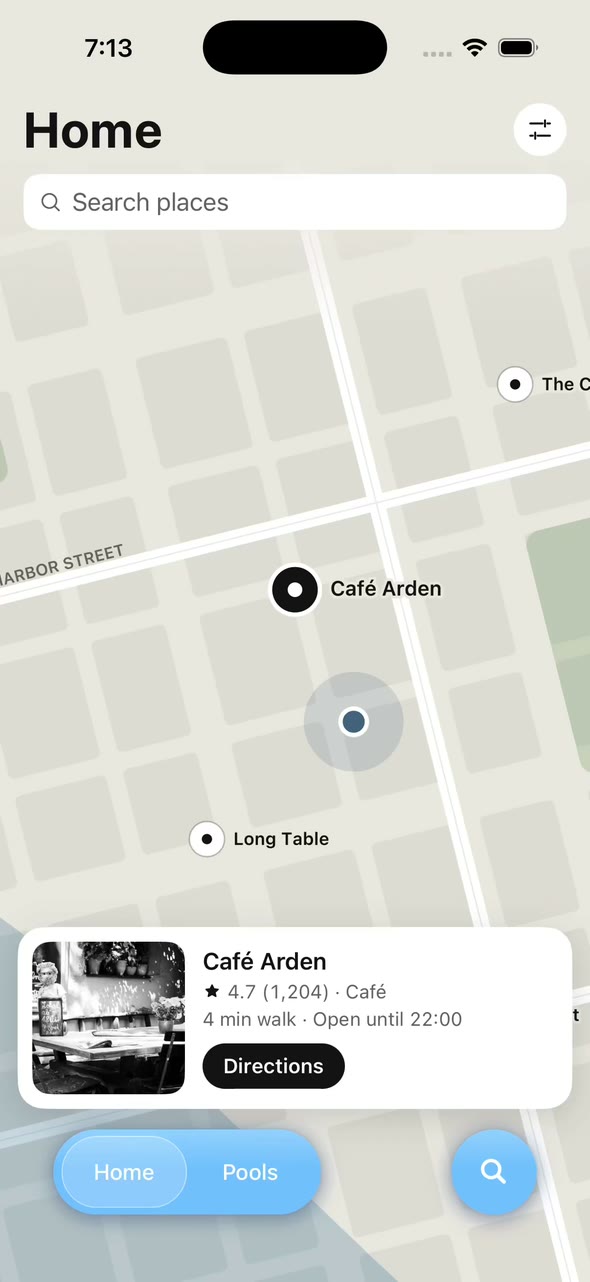 7:13
Home
Search places
The C
HARBOR STREET
Café Arden
Long Table
Café Arden
4.7 (1,204) · Café
4 min walk · Open until 22:00
t
Directions
Home
Pools